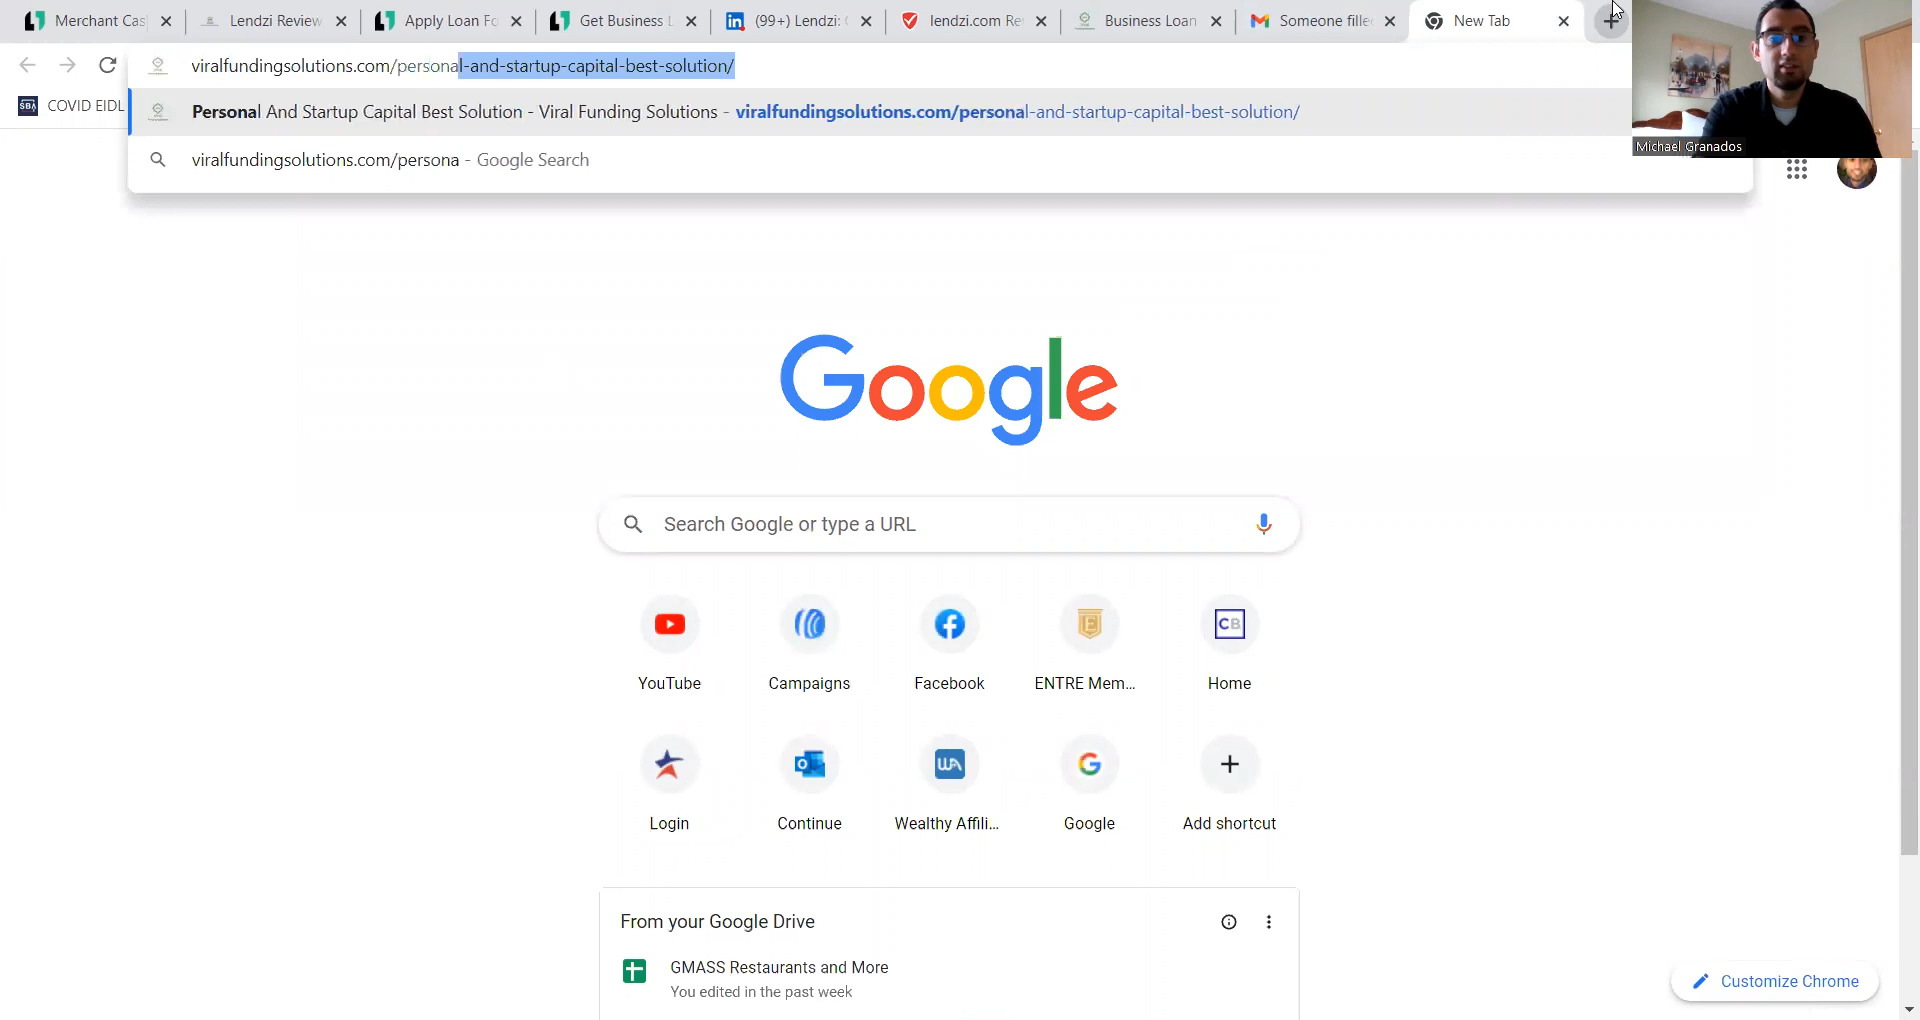 Merchant Cas
Lendzi Review
Apply Loan Fo
Get Business L
in (99+) Lendzi: (
lendzi.com Re
Business Loan
Someone fille
New Tab
viralfundingsolutions.com/personal-and-startup-capital-best-solution/
SBA COVID EIDL
Personal And Startup Capital Best Solution - Viral Funding Solutions - viralfundingsolutions.com/personal-and-startup-capital-best-solution/
viralfundingsolutions.com/persona - Google Search
Michael Granados
Google
Search Google or type a URL
E
CB
YouTube
Campaigns
Facebook
ENTRE Mem...
Home
WA
Login
Continue
Wealthy Affili...
Google
Add shortcut
From your Google Drive
GMASS Restaurants and More
You edited in the past week
Customize Chrome